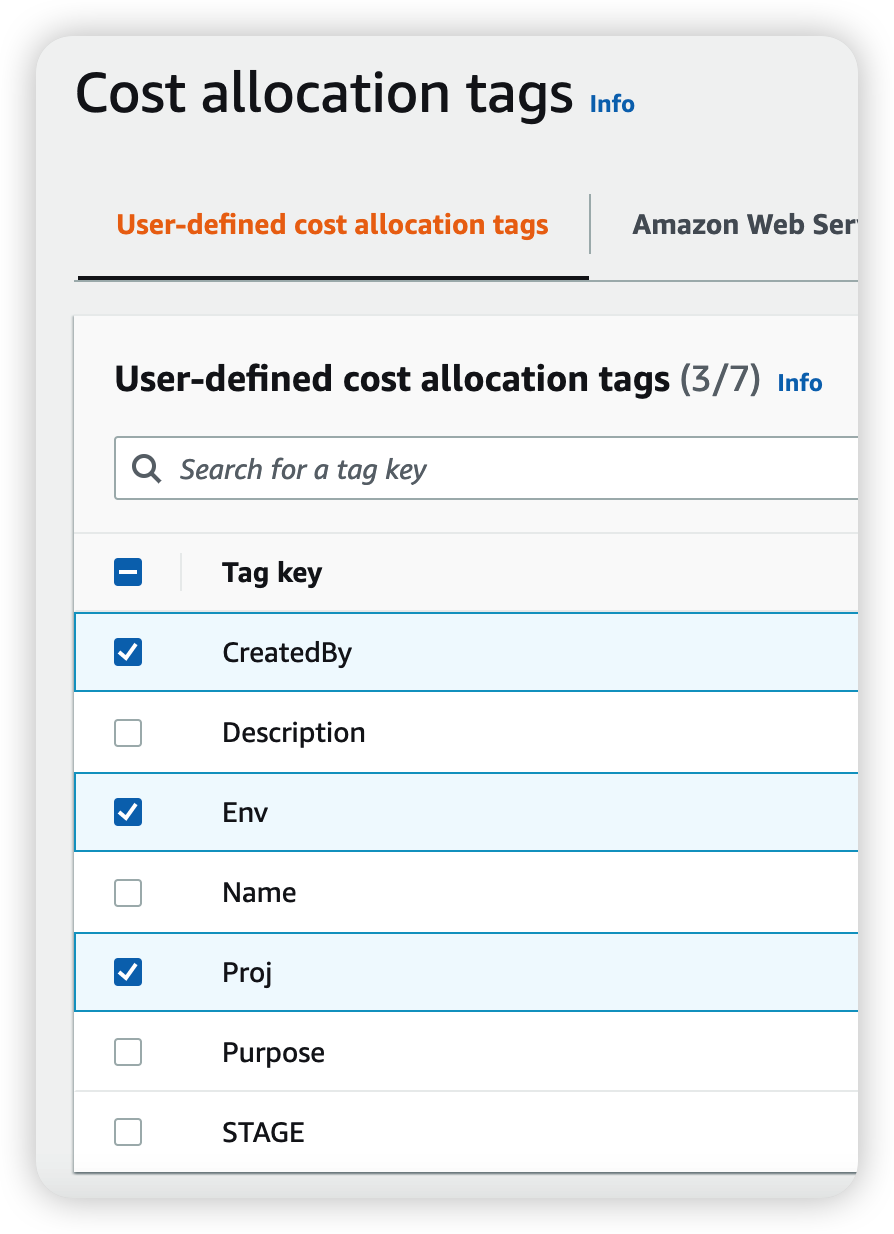 Cost allocation tags Info
User-defined cost allocation tags Amazon Web Ser
User-defined cost allocation tags (3/7) Info
Search for a tag key
Tag key
CreatedBy
Description
Env
Name
Proj
Purpose
STAGE